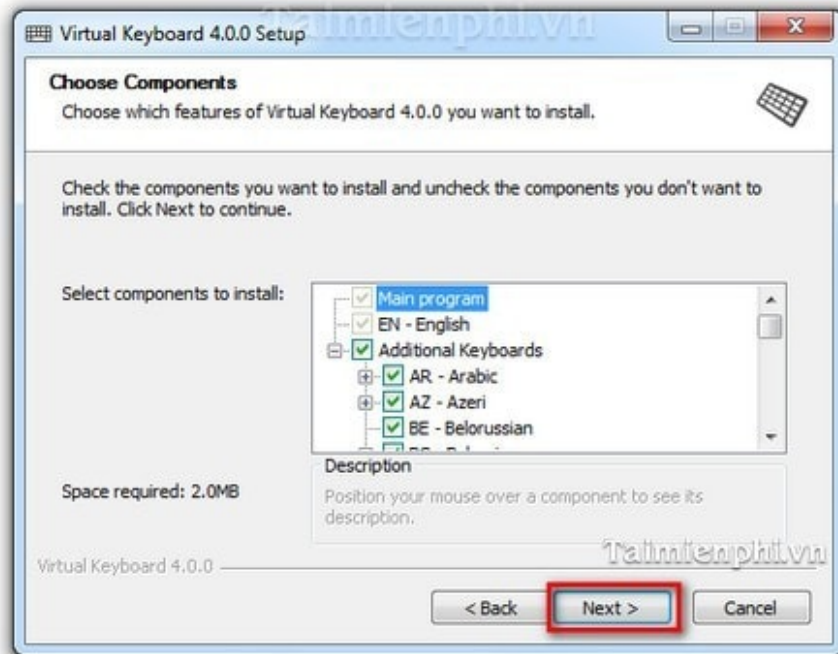 Taimienphi.vn
Virtual Keyboard 4.0.0 Setup
Choose Components
Choose which features of Virtual Keyboard 4.0.0 you want to install.
Check the components you want to install and uncheck the components you don't want to
install. Click Next to continue.
Select components to install:
Main program
EN - English
Additional Keyboards
AR - Arabic
AZ - Azeri
BE - Belorussian
Description
Space required: 2.0MB
Position your mouse over a component to see its
description.
Taimienphi.vn
Virtual Keyboard 4.0.0
< Back
Next >
Cancel